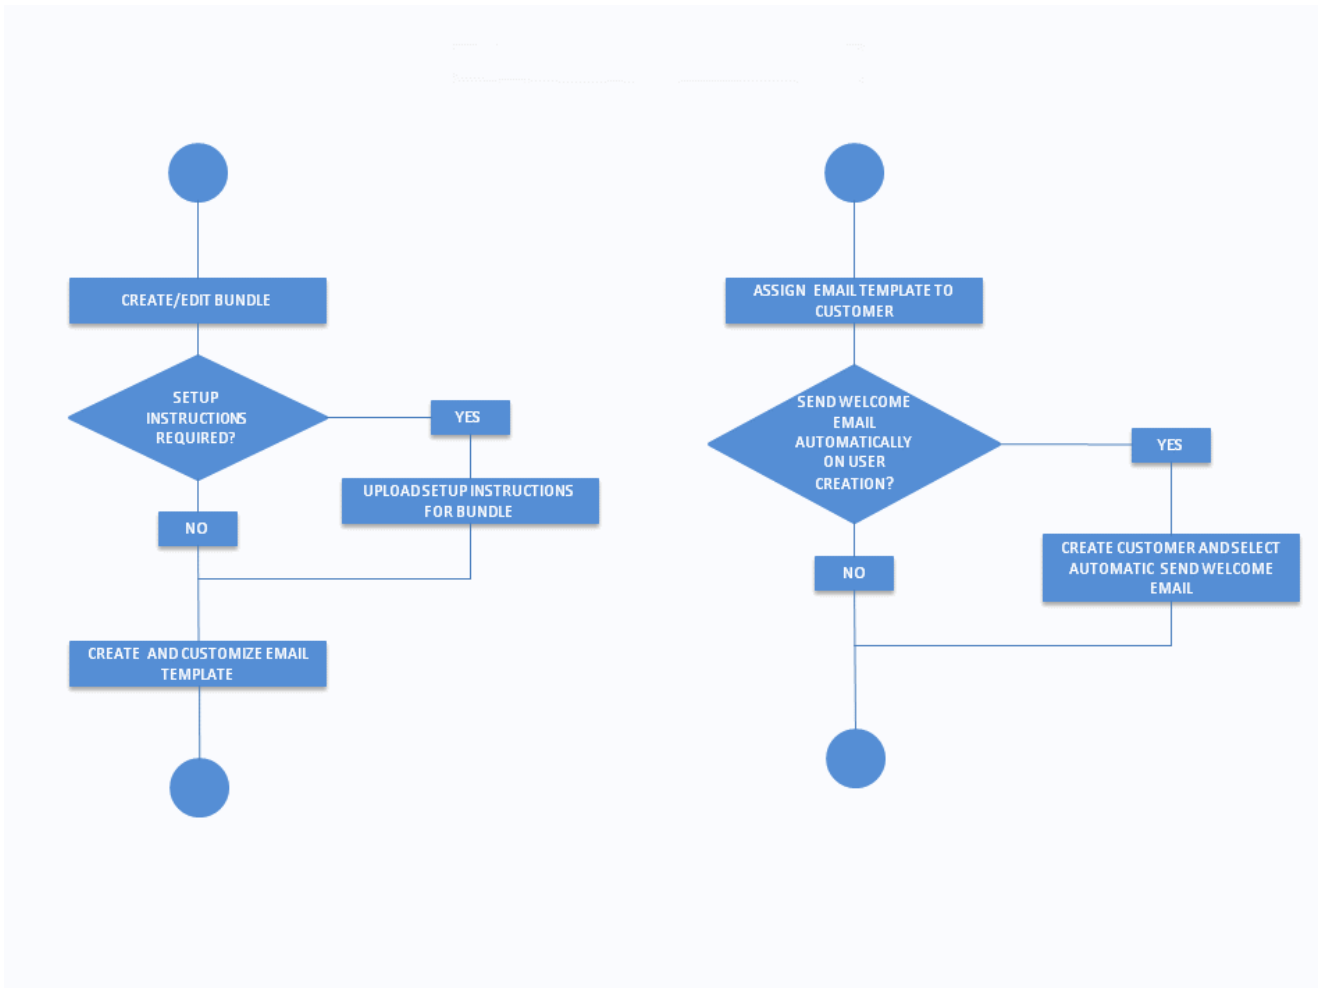 CREATE/EDIT BUNDLE
SETUP
INSTRUCTIONS
REQUIRED?
YES
UPLOAD SETUP INSTRUCTIONS
FOR BUNDLE
NO
CREATE AND CUSTOMIZE EMAIL
TEMPLATE
ASSIGN EMAIL TEMPLATE TO
CUSTOMER
SEND WELCOME
EMAIL
AUTOMATICALLY
ON USER
CREATION?
YES
CREATE CUSTOMER AND SELECT
AUTOMATIC SEND WELCOME
EMAIL
NO